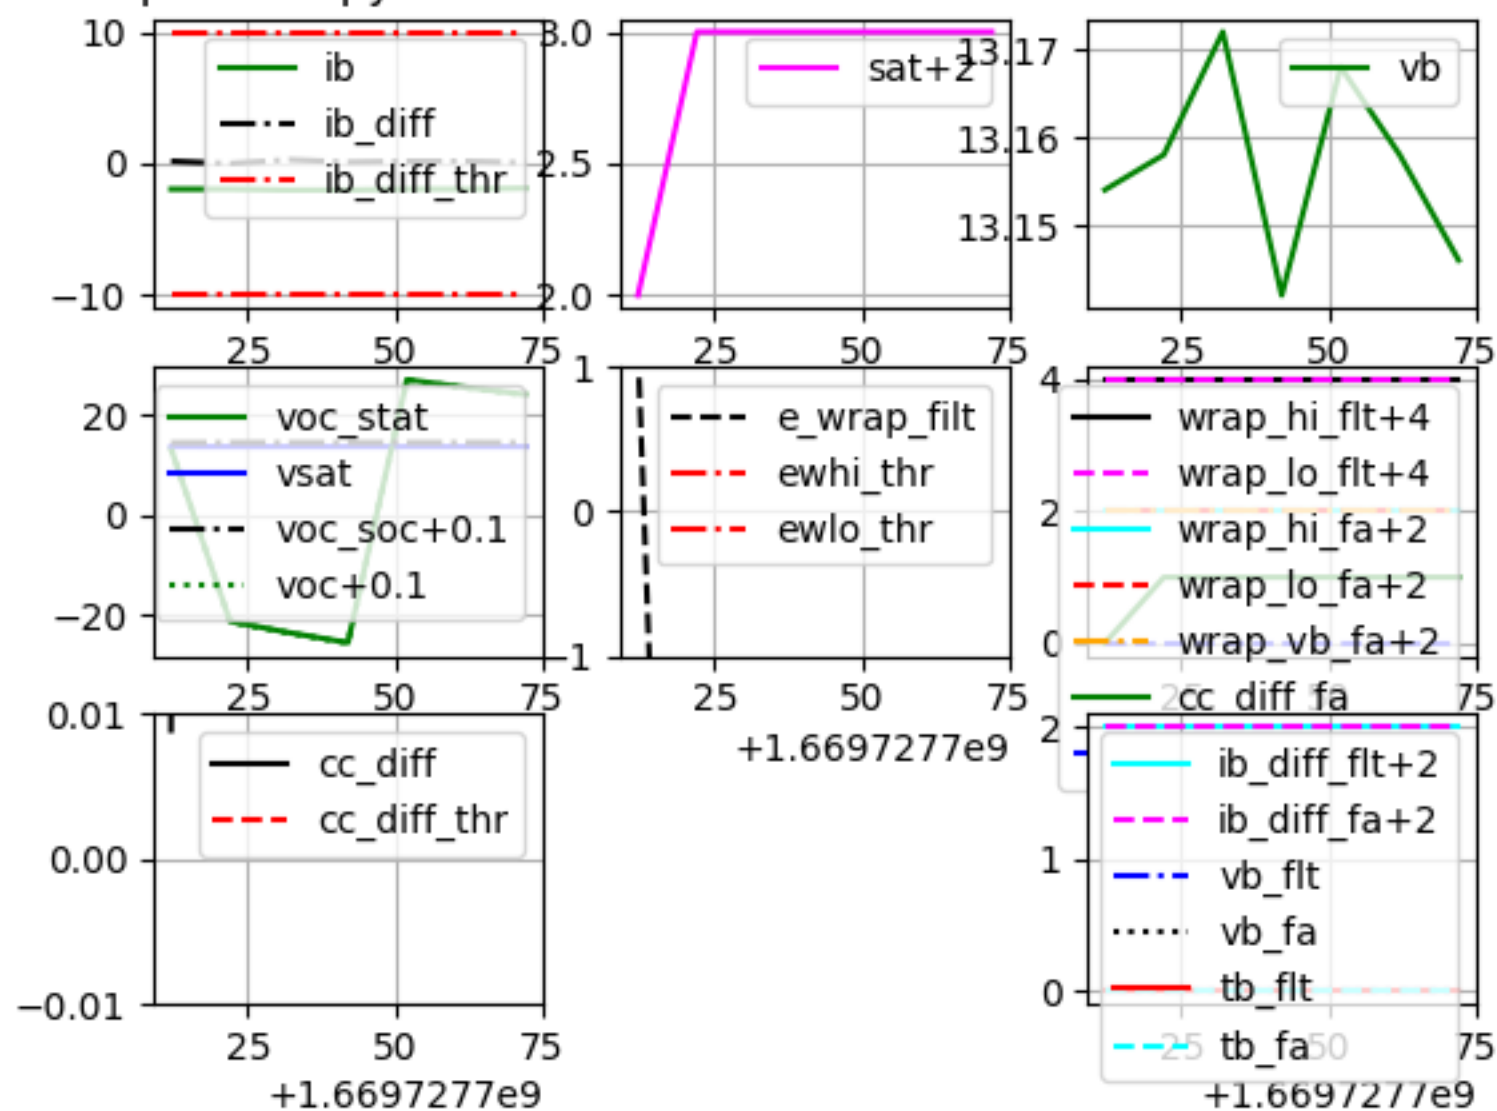 10
0
−10
25 50 75
ib
ib_diff
ib_diff_thr
3.0
2.5
2.0
25 50 75
sat+2
13.17
13.16
13.15
25 50 75
vb
20
0
−20
25 50 75
voc_stat
vsat
voc_soc+0.1
voc+0.1
1
0
−1
25 50 75
+1.6697277e9
e_wrap_filt
ewhi_thr
ewlo_thr
4
2
0
25 75
wrap_hi_flt+4
wrap_lo_flt+4
wrap_hi_fa+2
wrap_lo_fa+2
wrap_vb_fa+2
cc_diff_fa
0.01
0.00
−0.01
25 50 75
+1.6697277e9
cc_diff
cc_diff_thr
2
1
0
25 50 75
+1.6697277e9
ib_diff_flt+2
ib_diff_fa+2
vb_flt
vb_fa
tb_flt
tb_fa